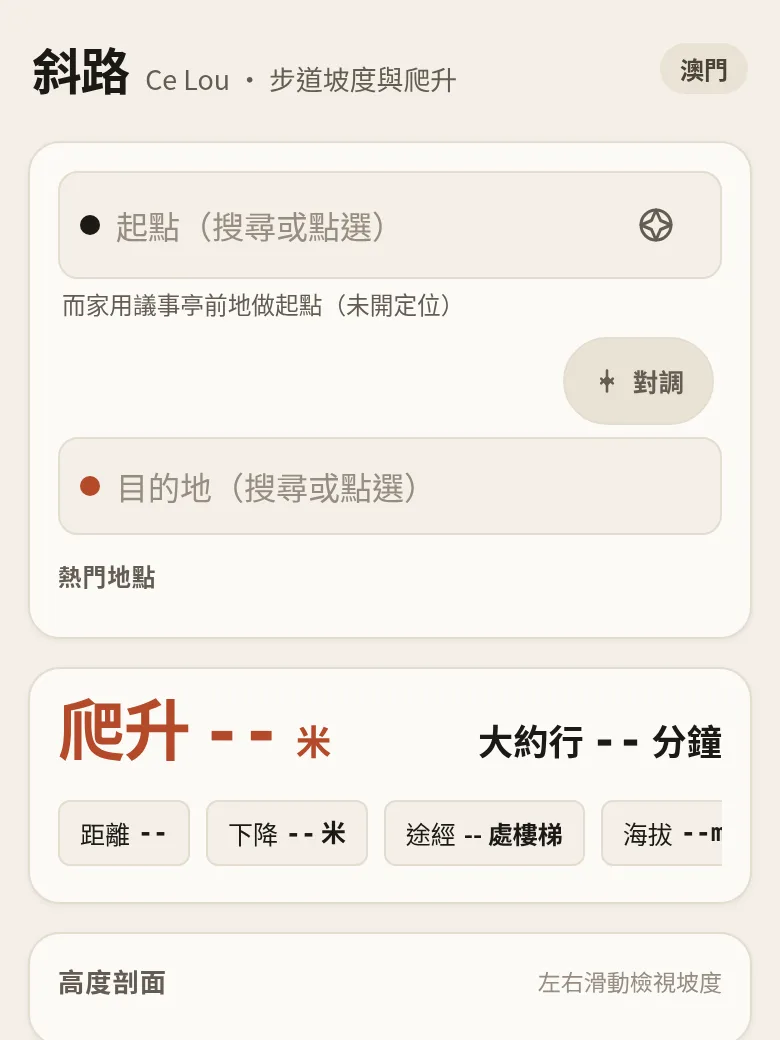 斜路 Ce Lou ・ 步道坡度與爬升
澳門
起點（搜尋或點選）
而家用議事亭前地做起點（未開定位）
對調
目的地（搜尋或點選）
熱門地點
爬升 -- 米
大約行 -- 分鐘
距離 --
下降 -- 米
途經 -- 處樓梯
海拔 --m
高度剖面
左右滑動檢視坡度